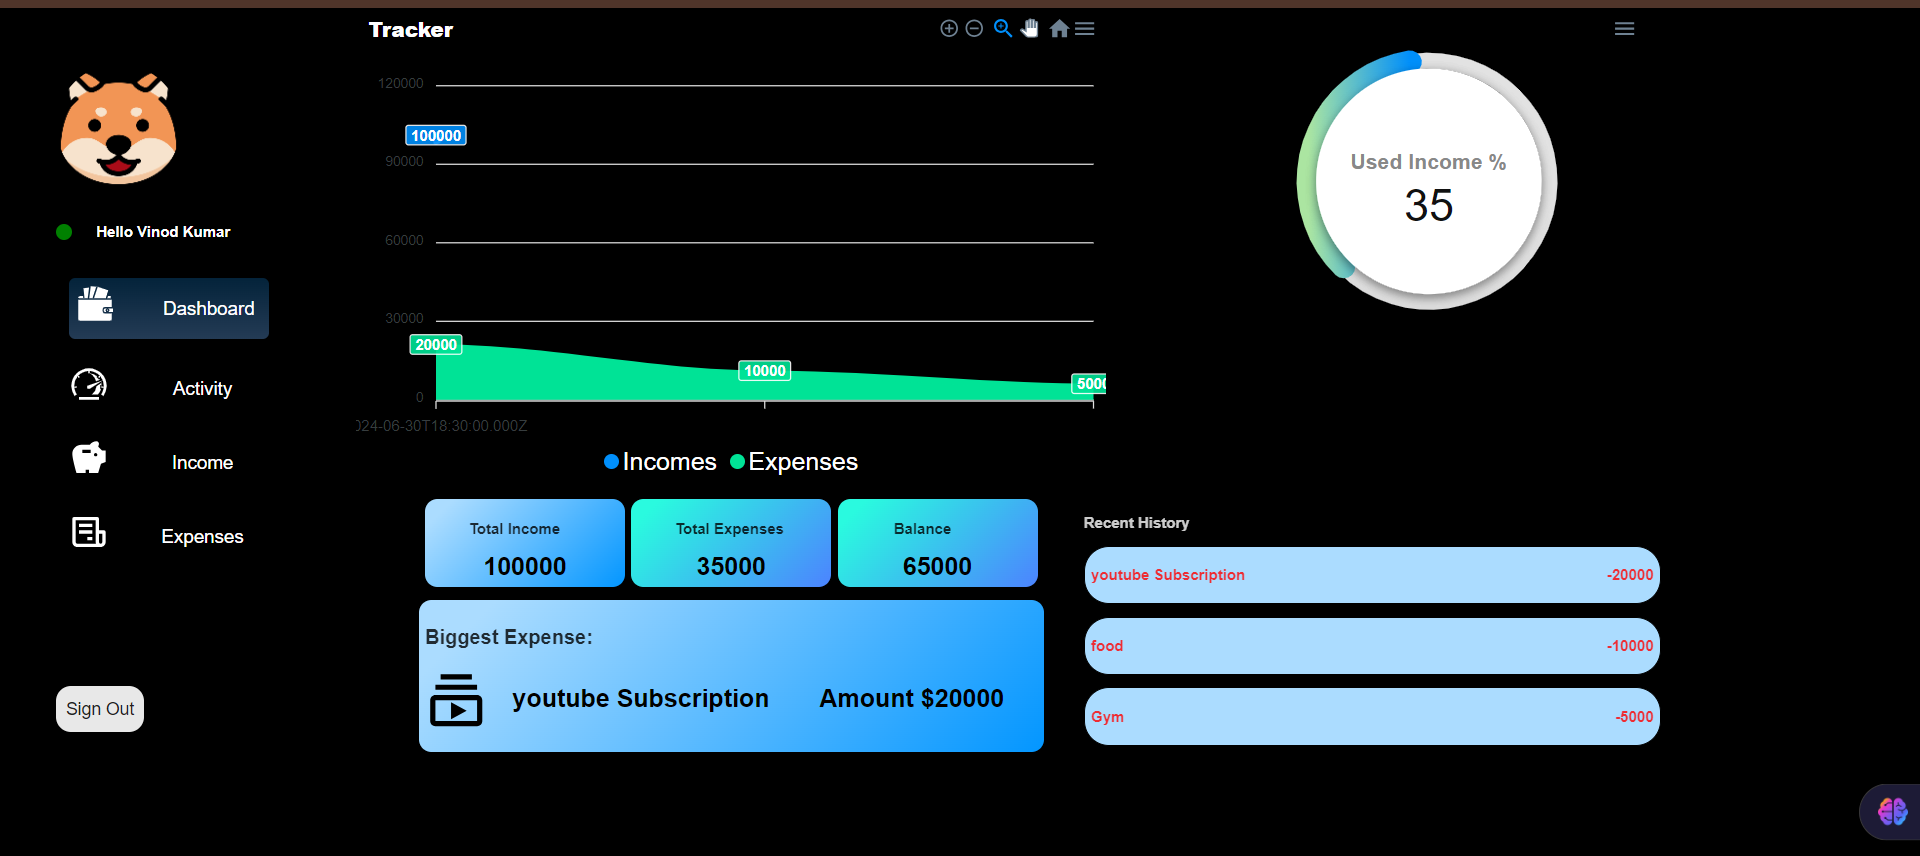 Tracker
Hello Vinod Kumar
Dashboard
Activity
Income
Expenses
Sign Out
120000
100000
90000
60000
30000
20000
10000
0
024-06-30T18:30:00.000Z
Incomes
Expenses
Used Income %
35
Total Income
100000
Total Expenses
35000
Balance
65000
Biggest Expense:
youtube Subscription Amount $20000
Recent History
youtube Subscription -20000
food -10000
Gym -5000